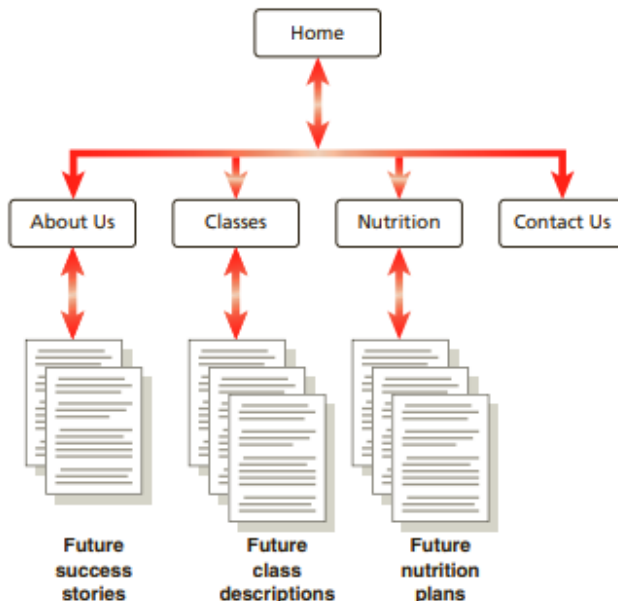 Home
About Us
Classes
Nutrition
Contact Us
Future
success
stories
Future
class
descriptions
Future
nutrition
plans